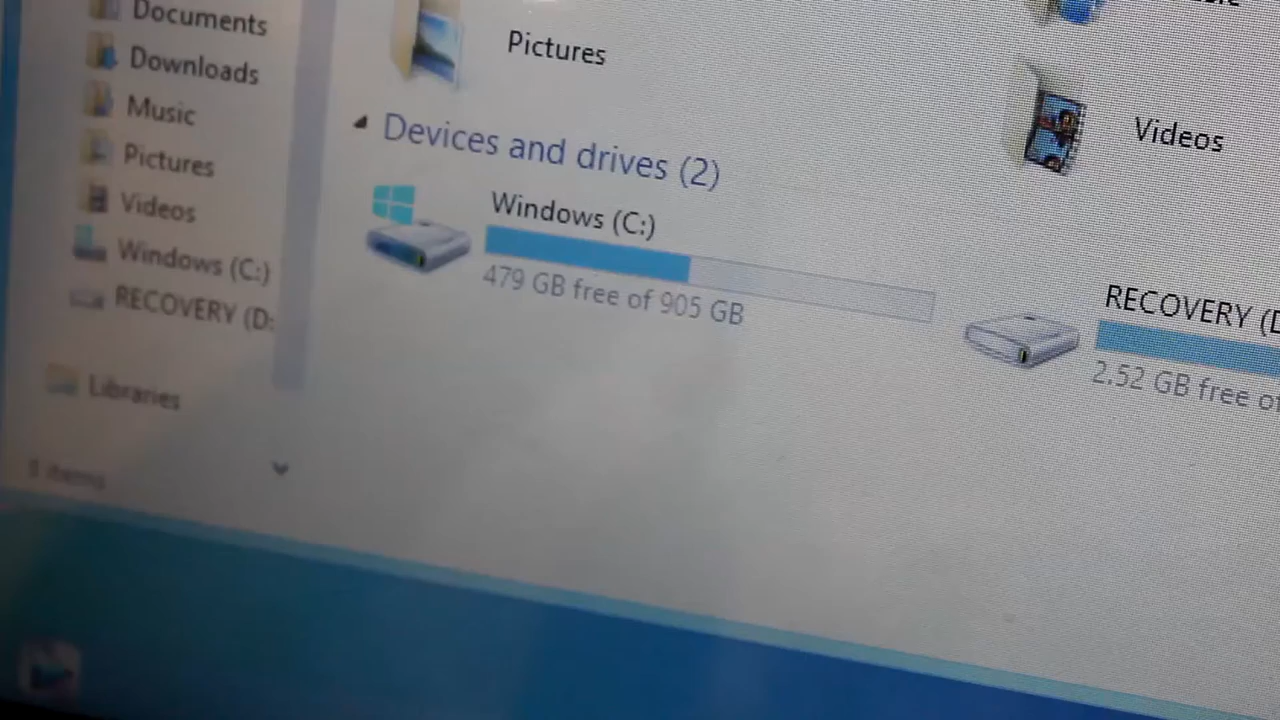 Documents
Downloads
Music
Pictures
Videos
Windows (C:)
RECOVERY (D:
Libraries
items
Pictures
Videos
Devices and drives (2)
Windows (C:)
479 GB free of 905 GB
RECOVERY (D
2.52 GB free of